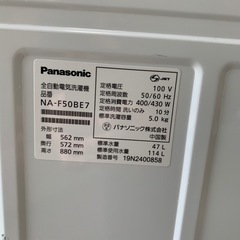 Panasonic
全自動電気洗濯機
品番
NA-F50BE7
幅 562 mm
奥行 572 mm
高さ 880 mm
JET
定格電圧 100 V
定格周波数 50/60 Hz
定格消費電力 400/430 W
定格時間 洗いのみ 10 分
標準洗濯容量 5.0 kg
パナソニック株式会社
中国製
標準水量 47 L
標準使用水量 114 L
製造番号 19N2400858